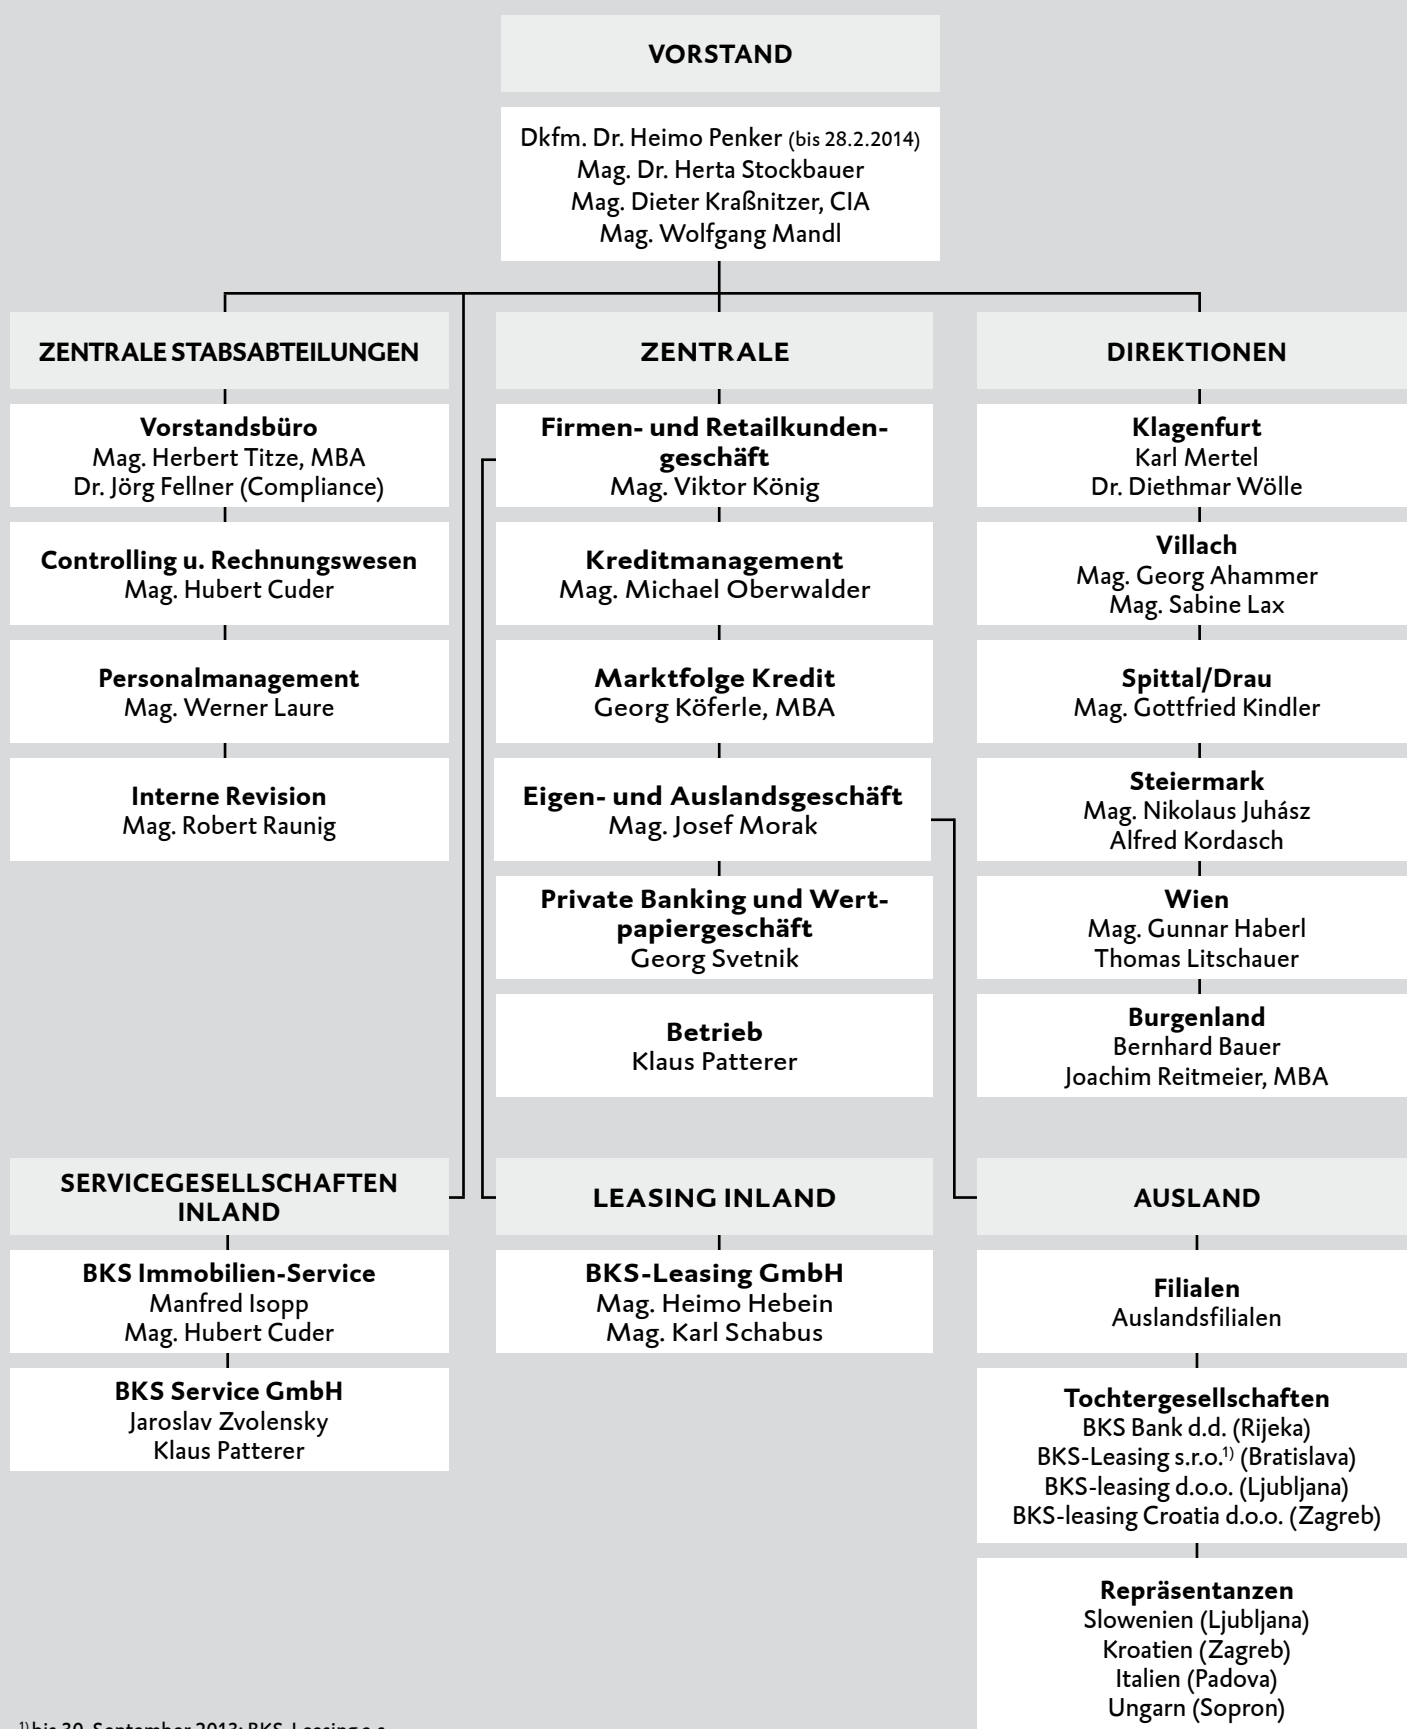 VORSTAND
Dkfm. Dr. Heimo Penker (bis 28.2.2014)
Mag. Dr. Herta Stockbauer
Mag. Dieter Kraßnitzer, CIA
Mag. Wolfgang Mandl
ZENTRALE STABSABTEILUNGEN
Vorstandsbüro
Mag. Herbert Titze, MBA
Dr. Jörg Fellner (Compliance)
Controlling u. Rechnungswesen
Mag. Hubert Cuder
Personalmanagement
Mag. Werner Laure
Interne Revision
Mag. Robert Raunig
ZENTRALE
Firmen- und Retailkunden-
geschäft
Mag. Viktor König
Kreditmanagement
Mag. Michael Oberwalder
Marktfolge Kredit
Georg Köferle, MBA
Eigen- und Auslandsgeschäft
Mag. Josef Morak
Private Banking und Wert-
papiergeschäft
Georg Svetnik
Betrieb
Klaus Patterer
DIREKTIONEN
Klagenfurt
Karl Mertel
Dr. Diethmar Wölle
Villach
Mag. Georg Ahammer
Mag. Sabine Lax
Spittal/Drau
Mag. Gottfried Kindler
Steiermark
Mag. Nikolaus Juhász
Alfred Kordasch
Wien
Mag. Gunnar Haberl
Thomas Litschauer
Burgenland
Bernhard Bauer
Joachim Reitmeier, MBA
SERVICEGESELLSCHAFTEN
INLAND
BKS Immobilien-Service
Manfred Isopp
Mag. Hubert Cuder
BKS Service GmbH
Jaroslav Zvolensky
Klaus Patterer
LEASING INLAND
BKS-Leasing GmbH
Mag. Heimo Hebein
Mag. Karl Schabus
AUSLAND
Filialen
Auslandsfilialen
Tochtergesellschaften
BKS Bank d.d. (Rijeka)
BKS-Leasing s.r.o.¹⁾ (Bratislava)
BKS-leasing d.o.o. (Ljubljana)
BKS-leasing Croatia d.o.o. (Zagreb)
Repräsentanzen
Slowenien (Ljubljana)
Kroatien (Zagreb)
Italien (Padova)
Ungarn (Sopron)
¹⁾ bis 30. September 2013: BKS-Leasing a.s.